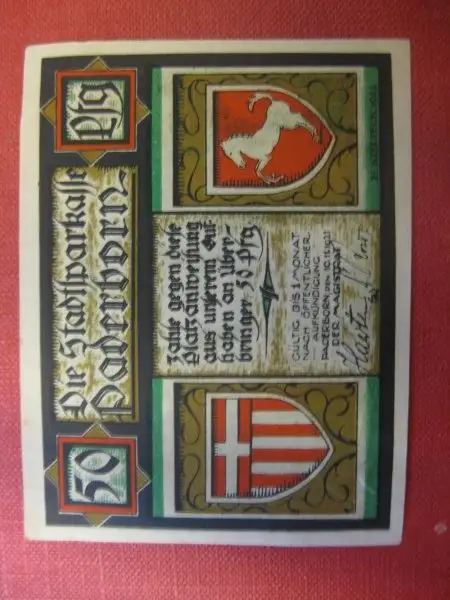 50
Die Stadtsparkasse
Paderborn
Pfg
zahle gegen diese
Platzanweisung
aus unserem Gut-
haben an Über-
bringer 50 Pfg
GÜLTIG BIS 1 MONAT
NACH ÖFFENTLICHER
AUFKÜNDIGUNG
PADERBORN, DEN 10.11.1921
DER MAGISTRAT